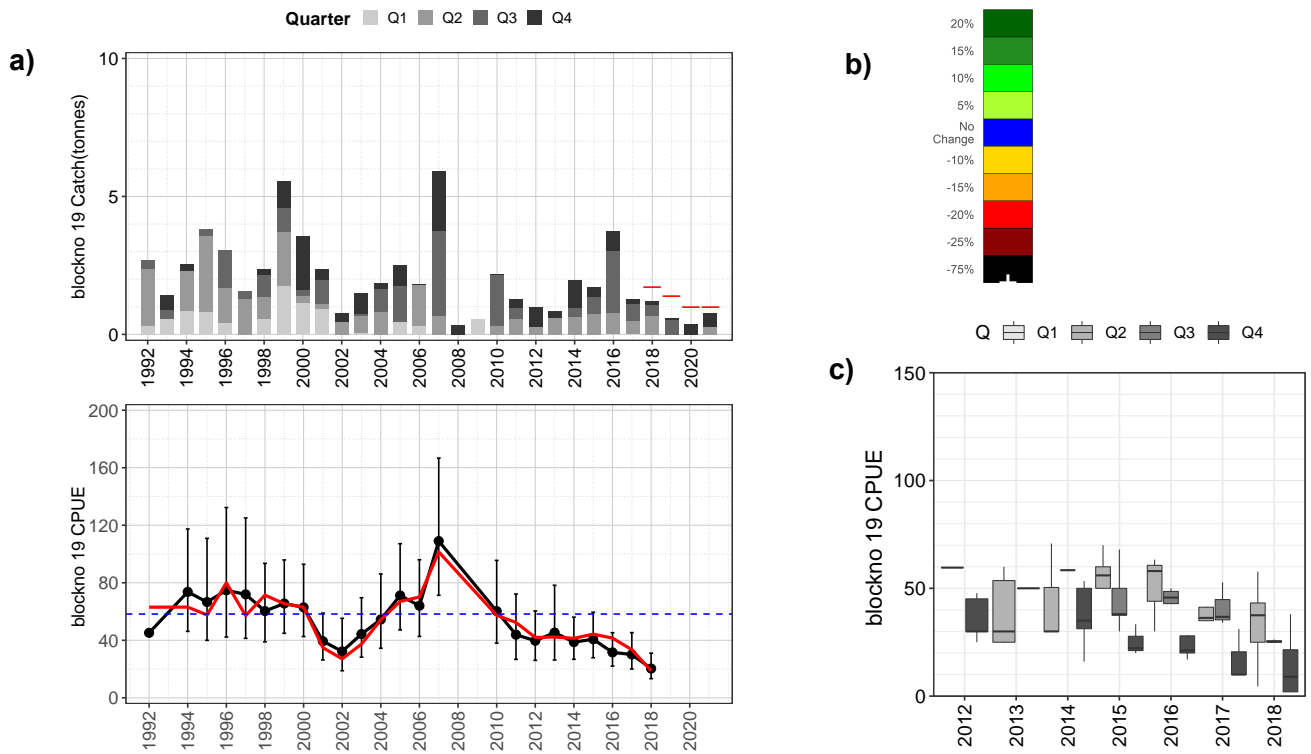 Quarter Q1 Q2 Q3 Q4
a)
blockno 19 Catch(tonnes)
10
5
0
1992 1994 1996 1998 2000 2002 2004 2006 2008 2010 2012 2014 2016 2018 2020
blockno 19 CPUE
200
160
120
80
40
0
1992 1994 1996 1998 2000 2002 2004 2006 2008 2010 2012 2014 2016 2018 2020
b)
20%
15%
10%
5%
No
Change
-10%
-15%
-20%
-25%
-75%
Q Q1 Q2 Q3 Q4
c)
blockno 19 CPUE
150
100
50
0
2012 2013 2014 2015 2016 2017 2018